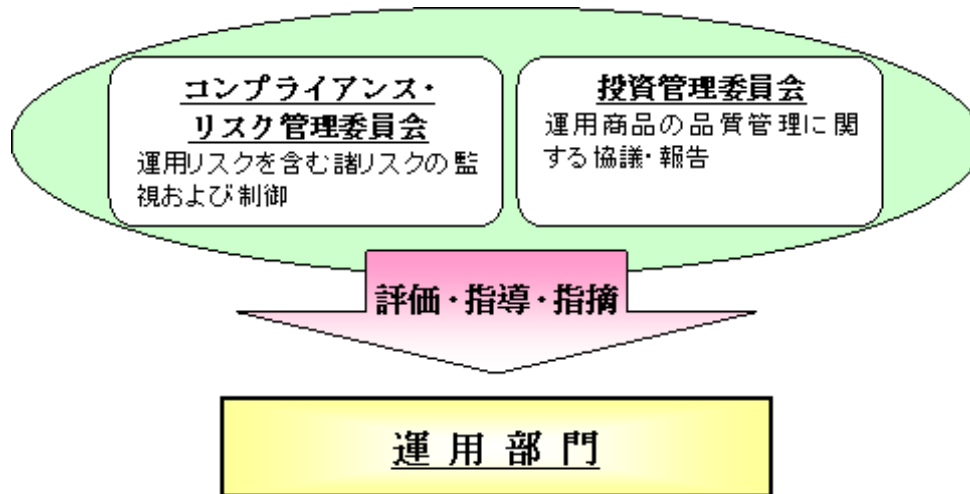 コンプライアンス・
リスク管理委員会
運用リスクを含む諸リスクの監
視および制御
投資管理委員会
運用商品の品質管理に関
する協議・報告
評価・指導・指摘
運用部門